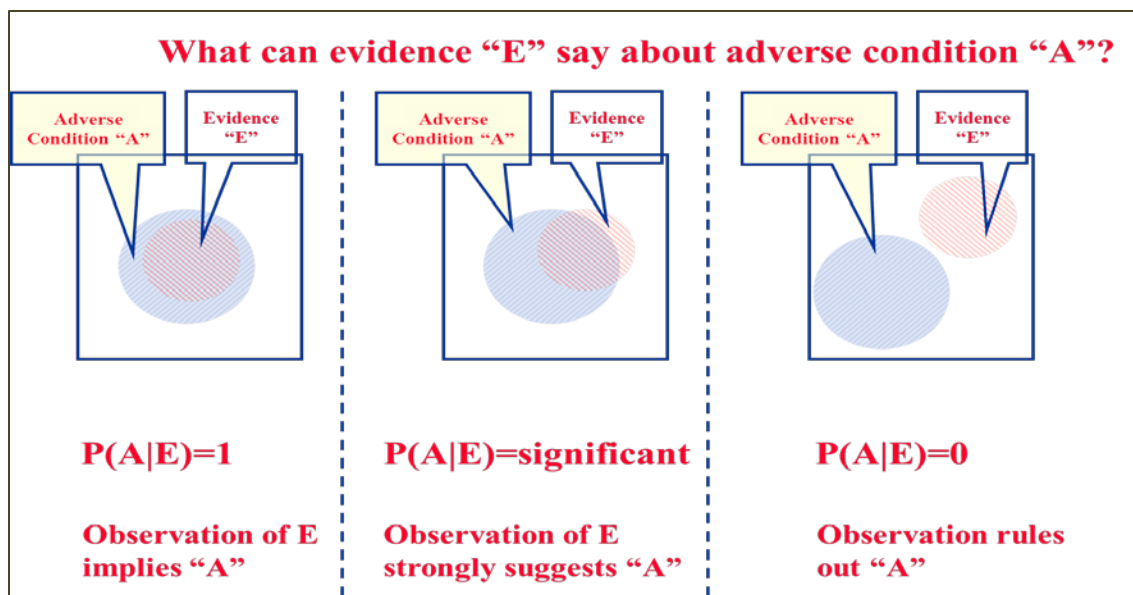 What can evidence “E” say about adverse condition “A”?
Adverse
Condition “A”
Evidence
“E”
Adverse
Condition “A”
Evidence
“E”
Adverse
Condition “A”
Evidence
“E”
P(A|E)=1
P(A|E)=significant
P(A|E)=0
Observation of E
implies “A”
Observation of E
strongly suggests “A”
Observation rules
out “A”